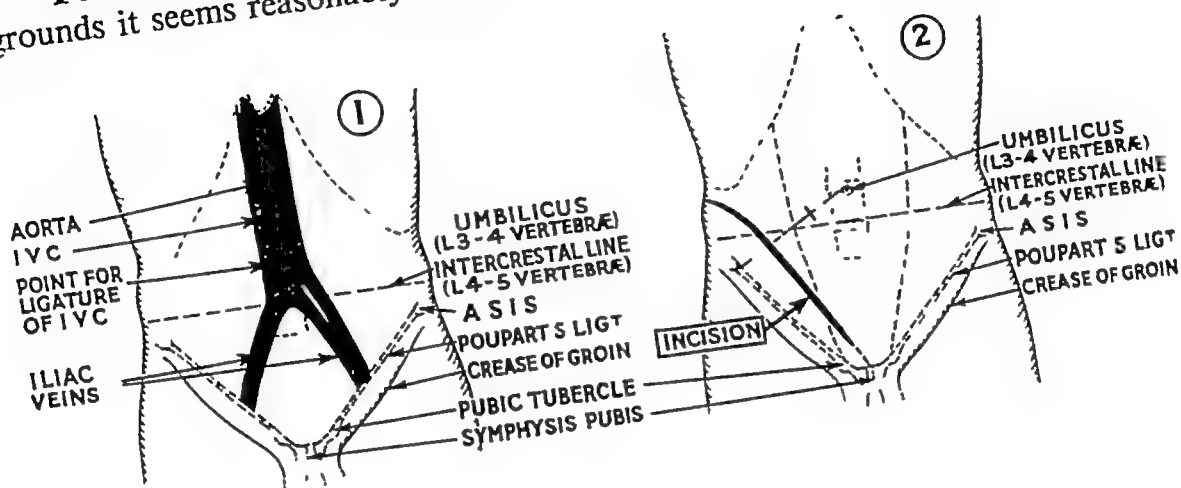 grounds it seems reasonably
1
2
AORTA
IVC
POINT FOR
LIGATURE
OF IVC
ILIAC
VEINS
UMBILICUS
(L3-4 VERTEBRÆ)
INTERCRESTAL LINE
(L4-5 VERTEBRÆ)
ASIS
POUPART S LIGT
CREASE OF GROIN
PUBIC TUBERCLE
SYMPHYSIS PUBIS
INCISION
UMBILICUS
(L3-4 VERTEBRÆ)
INTERCRESTAL LINE
(L4-5 VERTEBRÆ)
ASIS
POUPART S LIGT
CREASE OF GROIN